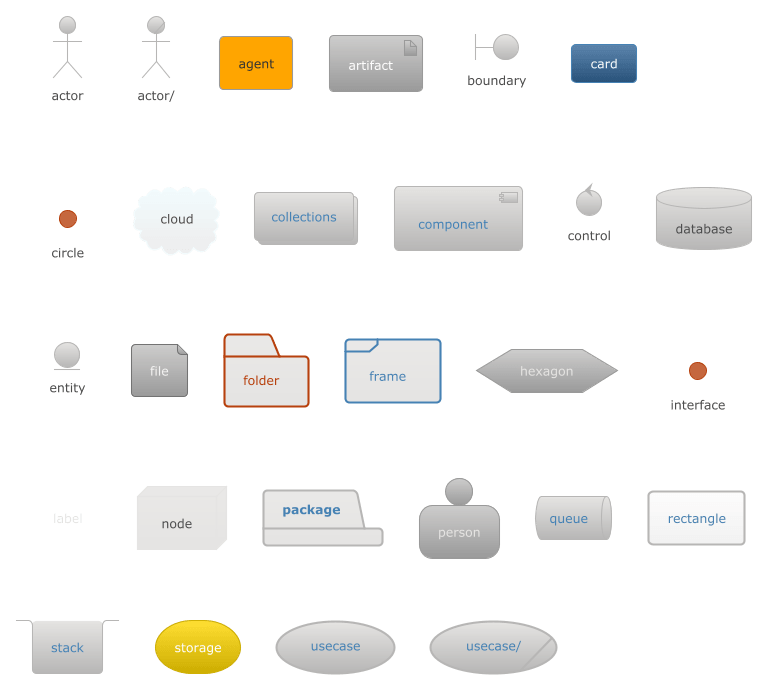 actor
actor/
agent
artifact
boundary
card
circle
cloud
collections
component
control
database
entity
file
folder
frame
hexagon
interface
label
node
package
person
queue
rectangle
stack
storage
usecase
usecase/